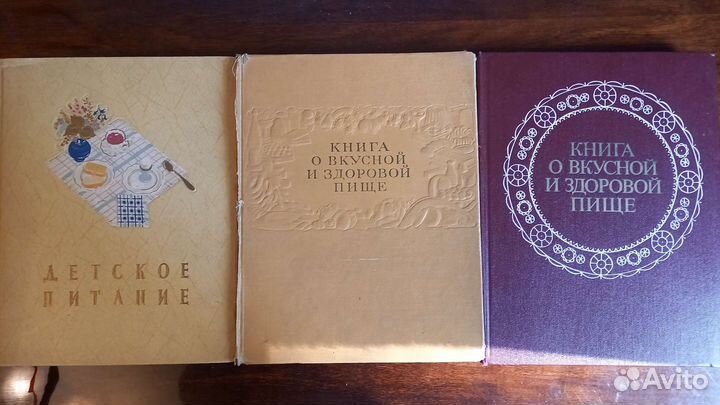 ДЕТСКОЕ
ПИТАНИЕ
КНИГА
О ВКУСНОЙ
И ЗДОРОВОЙ
ПИЩЕ
КНИГА
О ВКУСНОЙ
И ЗДОРОВОЙ
ПИЩЕ
Avito